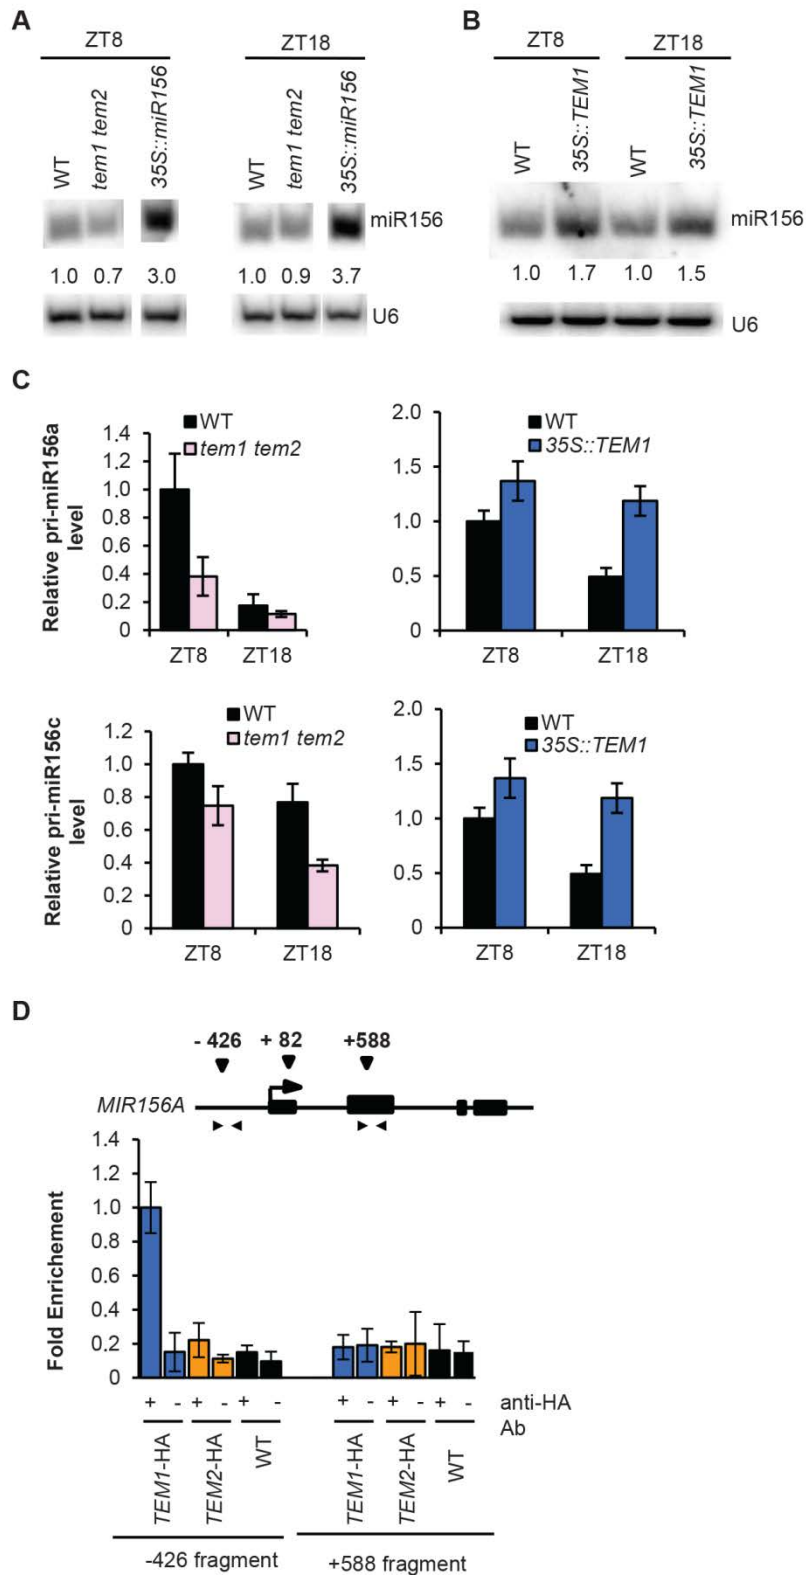 A
ZT8
ZT18
WT
tem1 tem2
35S::miR156
WT
tem1 tem2
35S::miR156
miR156
1.0 0.7 3.0 1.0 0.9 3.7
U6
B
ZT8 ZT18
WT
35S::TEM1
WT
35S::TEM1
miR156
1.0 1.7 1.0 1.5
U6
C
Relative pri-miR156a
level
WT
tem1 tem2
1.4
1.2
1.0
0.8
0.6
0.4
0.2
0
ZT8 ZT18
WT
35S::TEM1
2.0
1.5
1.0
0.5
0
ZT8 ZT18
Relative pri-miR156c
level
WT
tem1 tem2
1.2
1.0
0.8
0.6
0.4
0.2
0
ZT8 ZT18
WT
35S::TEM1
2.0
1.5
1.0
0.5
0
ZT8 ZT18
D
- 426 + 82 +588
MIR156A
Fold Enrichement
1.4
1.2
1.0
0.8
0.6
0.4
0.2
0
+ - + - + - + - + - + - anti-HA
Ab
TEM1-HA
TEM2-HA
WT
TEM1-HA
TEM2-HA
WT
-426 fragment +588 fragment